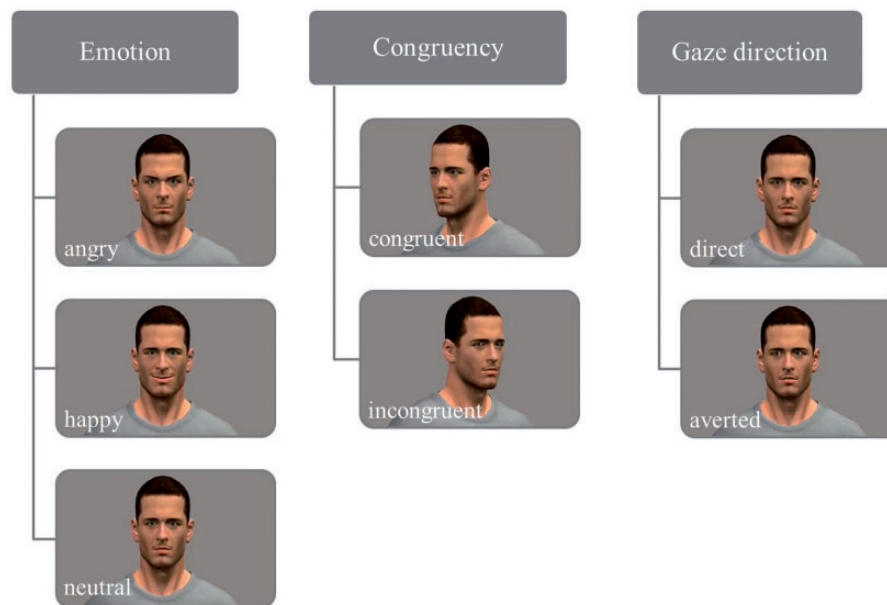 Emotion
Congruency
Gaze direction
angry
congruent
direct
happy
incongruent
averted
neutral